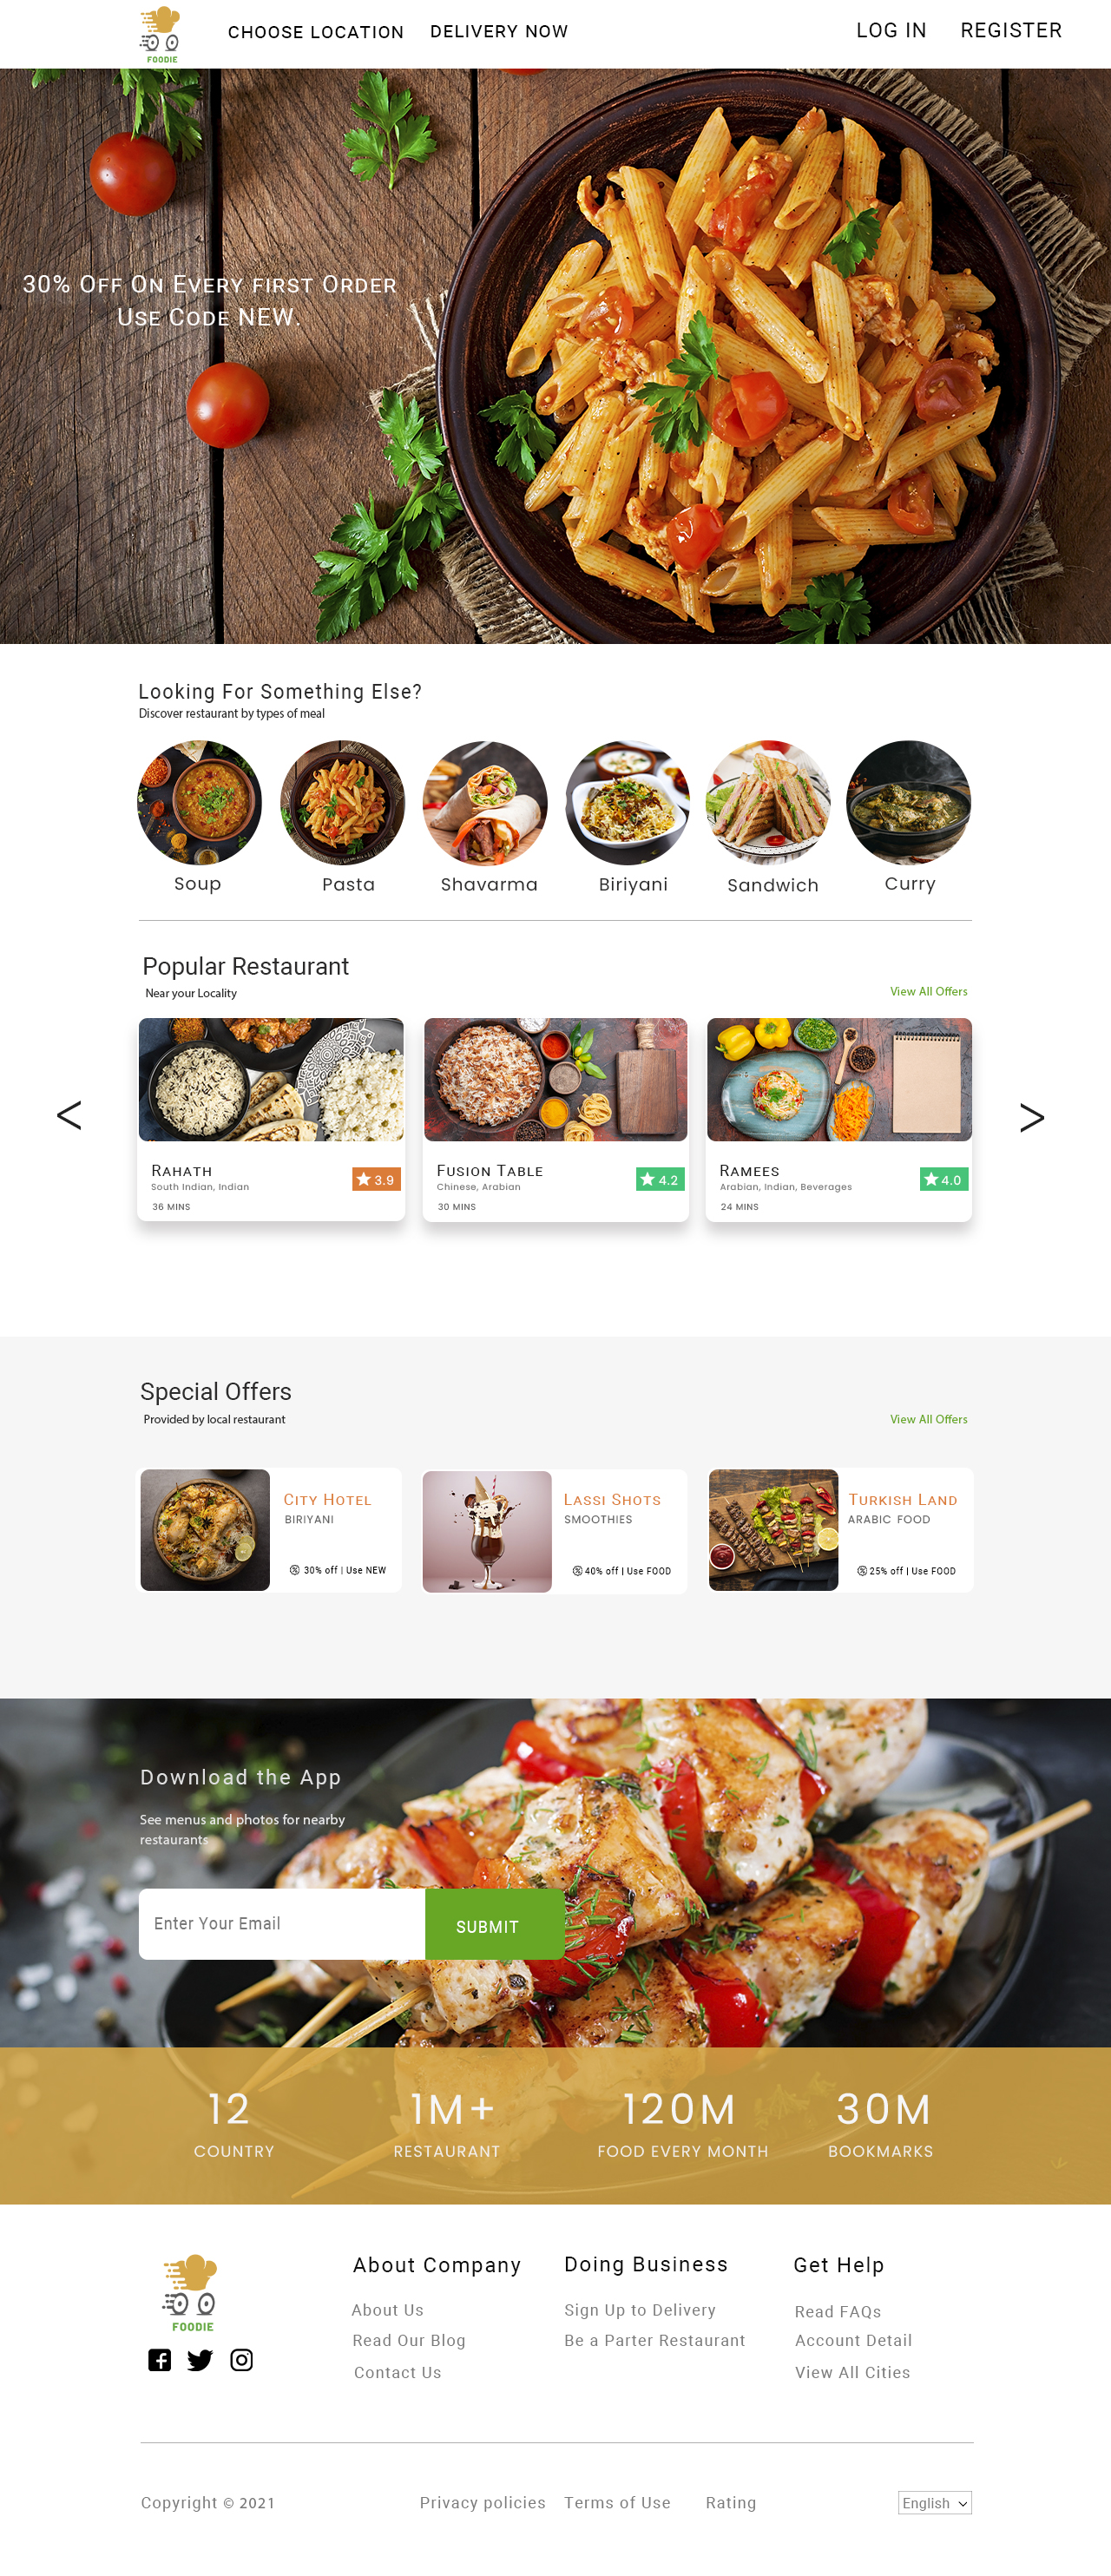 FOODIE
CHOOSE LOCATION
DELIVERY NOW
LOG IN
REGISTER
30% Off On Every first Order
Use Code NEW.
Looking For Something Else?
Discover restaurant by types of meal
Soup
Pasta
Shavarma
Biriyani
Sandwich
Curry
Popular Restaurant
Near your Locality
View All Offers
<
>
Rahath
South Indian, Indian
36 MINS
3.9
Fusion Table
Chinese, Arabian
30 MINS
4.2
Ramees
Arabian, Indian, Beverages
24 MINS
4.0
Special Offers
Provided by local restaurant
View All Offers
City Hotel
BIRIYANI
30% off | Use NEW
Lassi Shots
SMOOTHIES
40% off | Use FOOD
Turkish Land
ARABIC FOOD
25% off | Use FOOD
Download the App
See menus and photos for nearby
restaurants
Enter Your Email
SUBMIT
12
COUNTRY
1M+
RESTAURANT
120M
FOOD EVERY MONTH
30M
BOOKMARKS
FOODIE
About Company
About Us
Read Our Blog
Contact Us
Doing Business
Sign Up to Delivery
Be a Parter Restaurant
Get Help
Read FAQs
Account Detail
View All Cities
Copyright © 2021
Privacy policies
Terms of Use
Rating
English